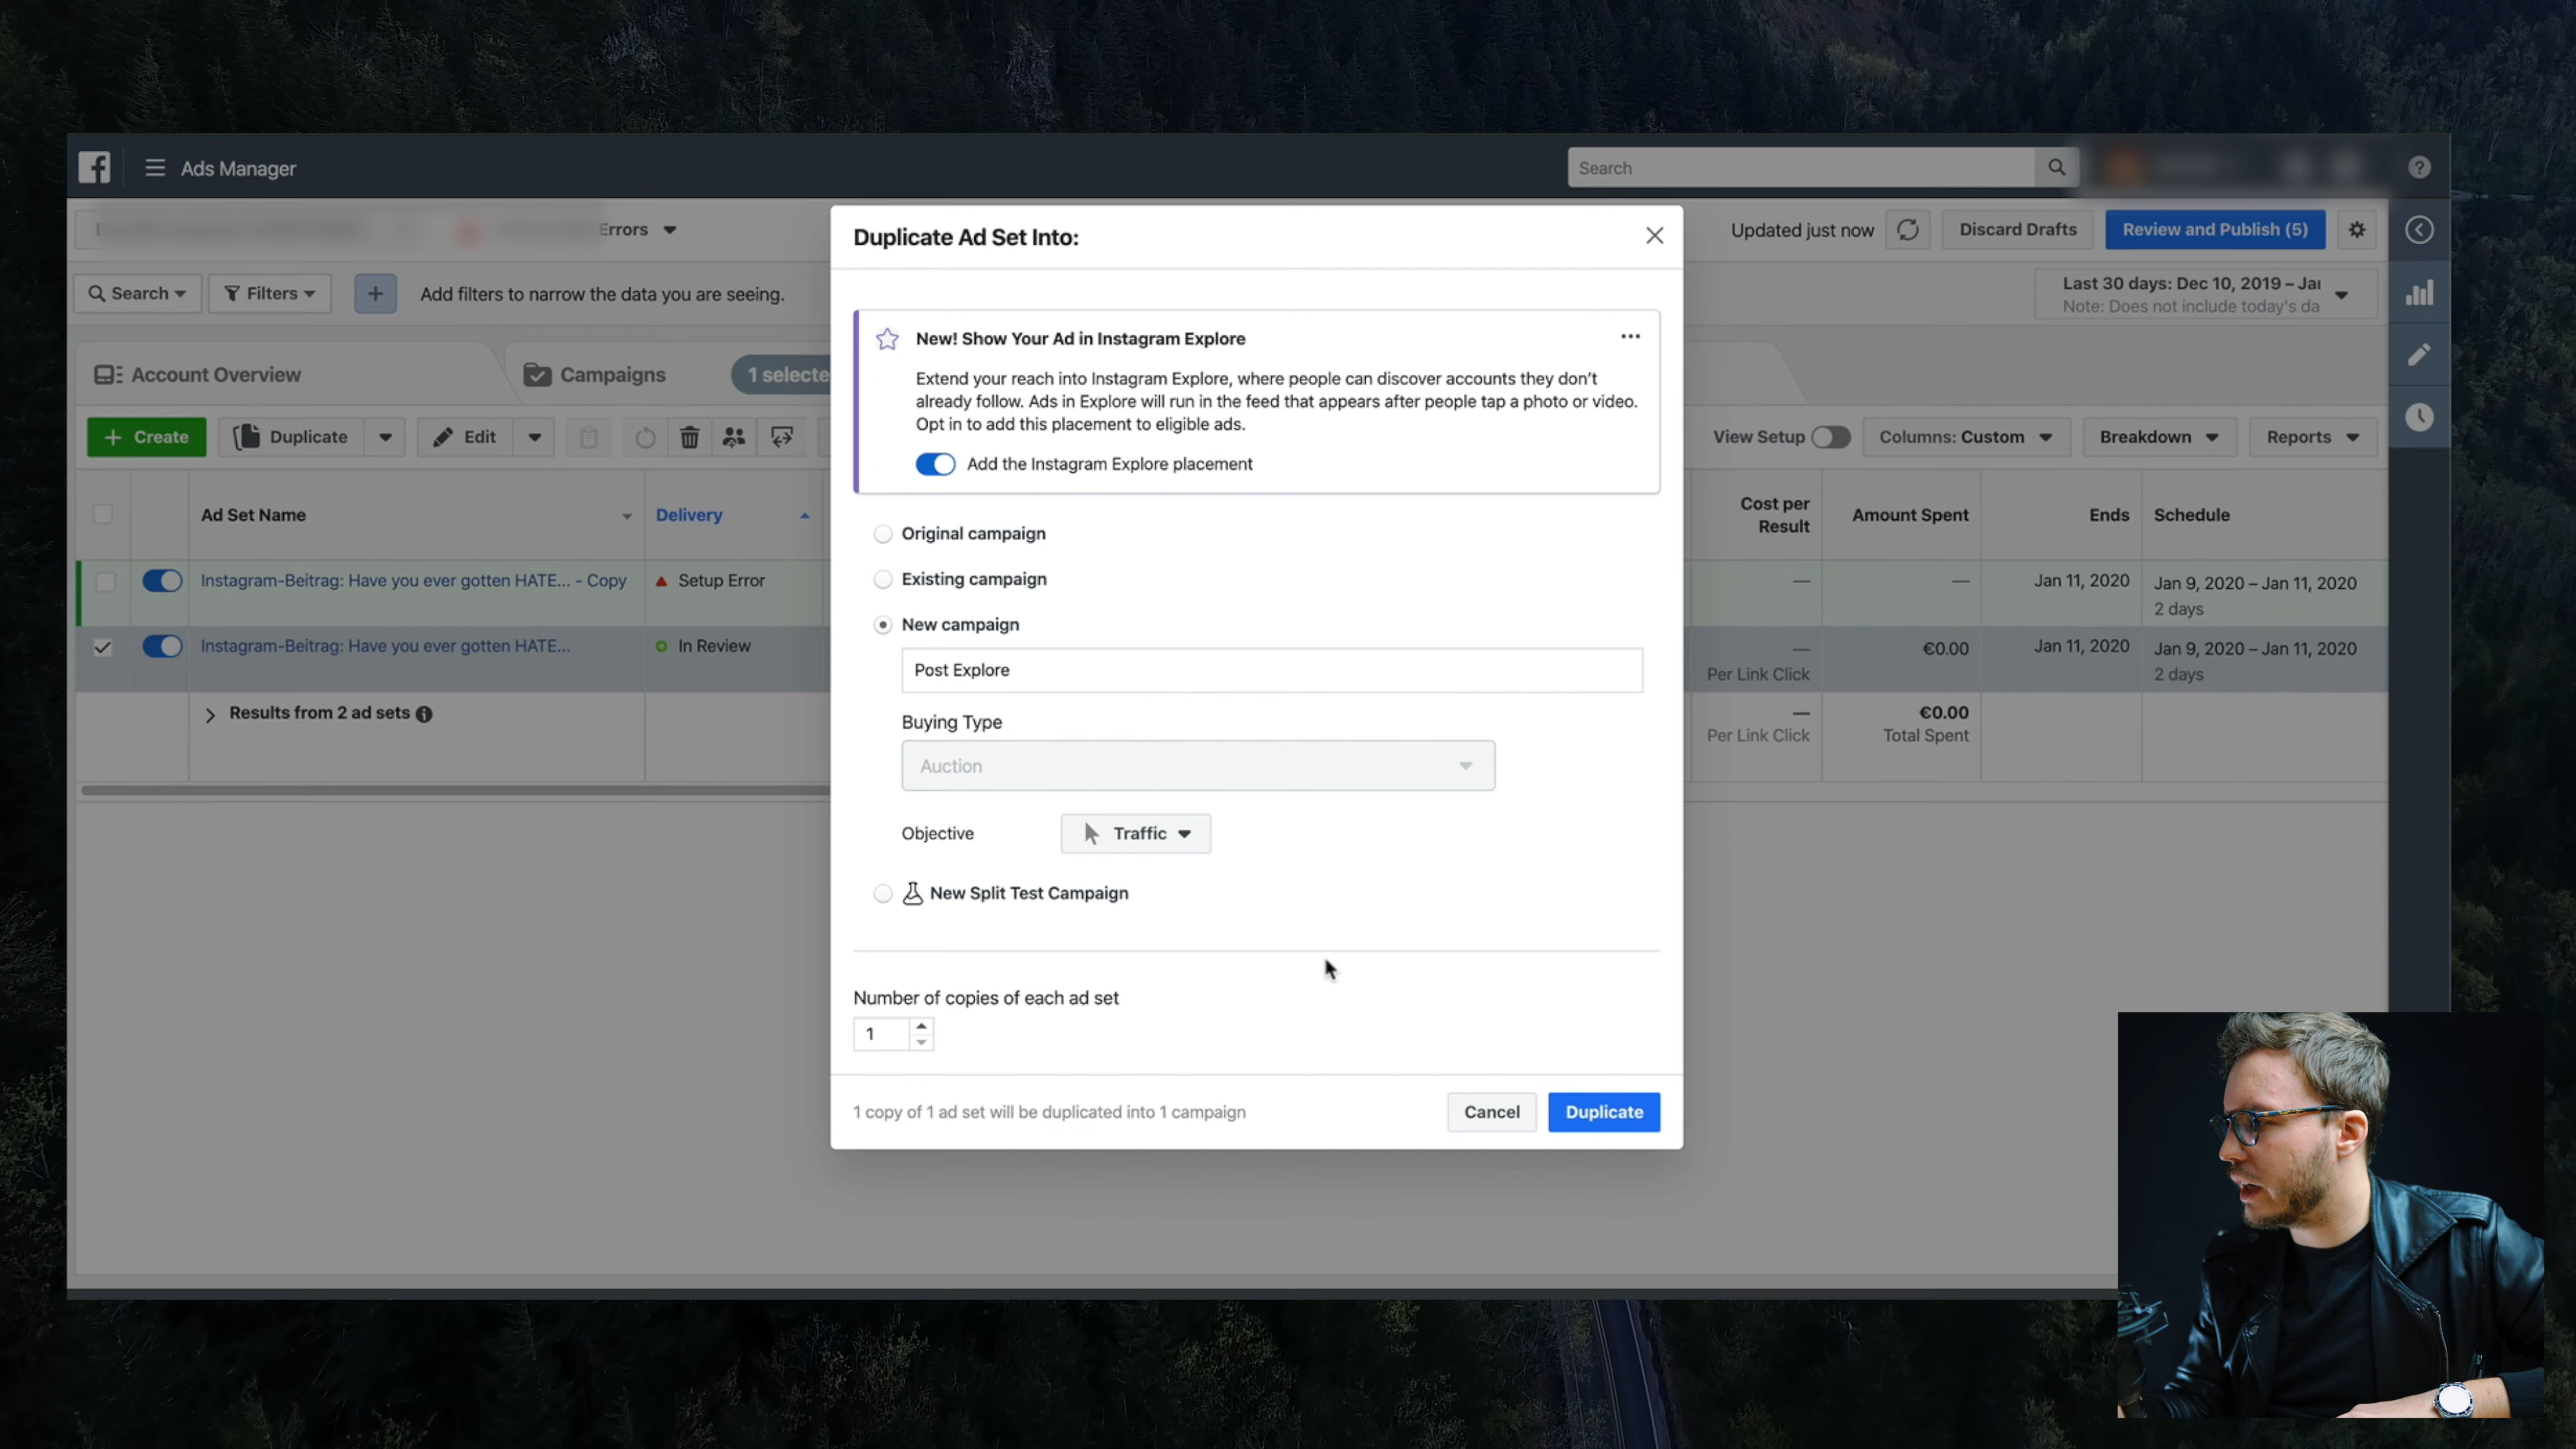 Ads Manager
Search
Errors
Updated just now
Discard Drafts
Review and Publish (5)
Search
Filters
Add filters to narrow the data you are seeing.
Last 30 days: Dec 10, 2019 – Ja
Note: Does not include today's da
Account Overview
Campaigns
1 selecte
Create
Duplicate
Edit
View Setup
Columns: Custom
Breakdown
Reports
Ad Set Name
Delivery
Cost per
Result
Amount Spent
Ends
Schedule
Instagram-Beitrag: Have you ever gotten HATE... - Copy
Setup Error
—
—
Jan 11, 2020
Jan 9, 2020 – Jan 11, 2020
2 days
Instagram-Beitrag: Have you ever gotten HATE...
In Review
—
Per Link Click
€0.00
Jan 11, 2020
Jan 9, 2020 – Jan 11, 2020
2 days
Results from 2 ad sets
—
Per Link Click
€0.00
Total Spent
Duplicate Ad Set Into:
New! Show Your Ad in Instagram Explore
Extend your reach into Instagram Explore, where people can discover accounts they don't
already follow. Ads in Explore will run in the feed that appears after people tap a photo or video.
Opt in to add this placement to eligible ads.
Add the Instagram Explore placement
Original campaign
Existing campaign
New campaign
Post Explore
Buying Type
Auction
Objective
Traffic
New Split Test Campaign
Number of copies of each ad set
1
1 copy of 1 ad set will be duplicated into 1 campaign
Cancel
Duplicate